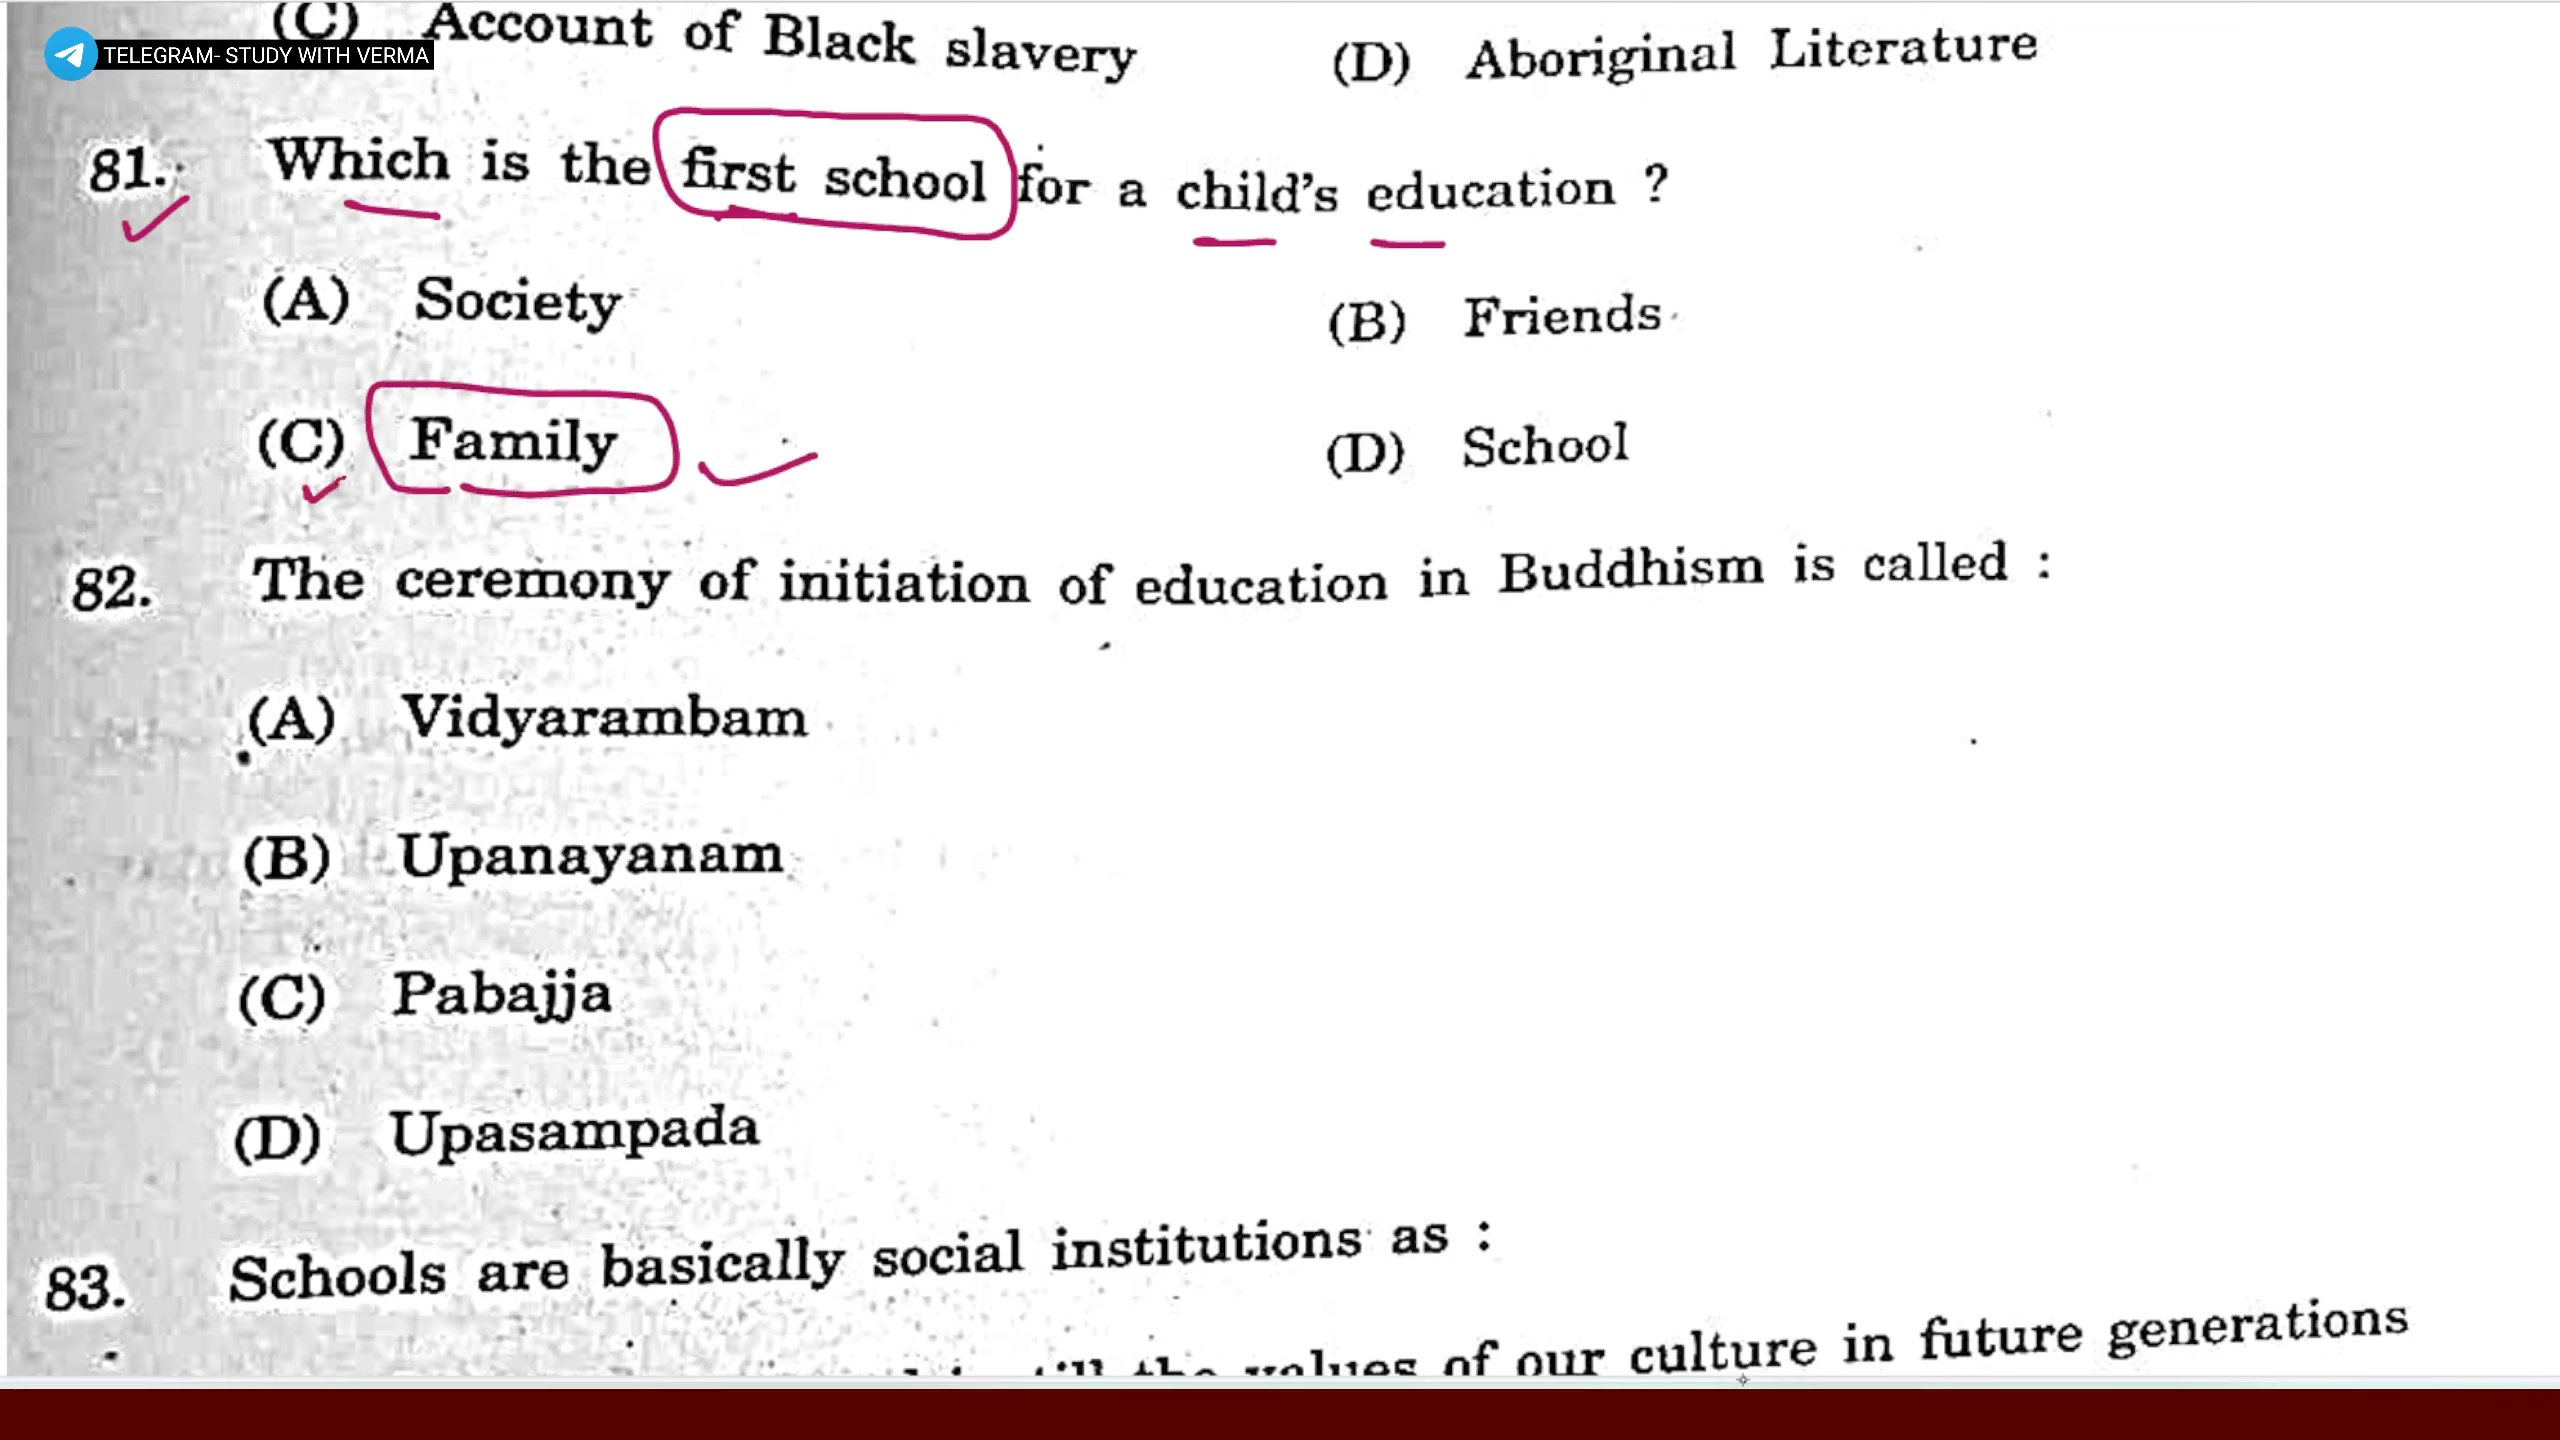 (C) Account of Black slavery (D) Aboriginal Literature
TELEGRAM- STUDY WITH VERMA
81. Which is the first school for a child's education ?
(A) Society (B) Friends
(C) Family (D) School
82. The ceremony of initiation of education in Buddhism is called :
(A) Vidyarambam
(B) Upanayanam
(C) Pabajja
(D) Upasampada
83. Schools are basically social institutions as :
the values of our culture in future generations